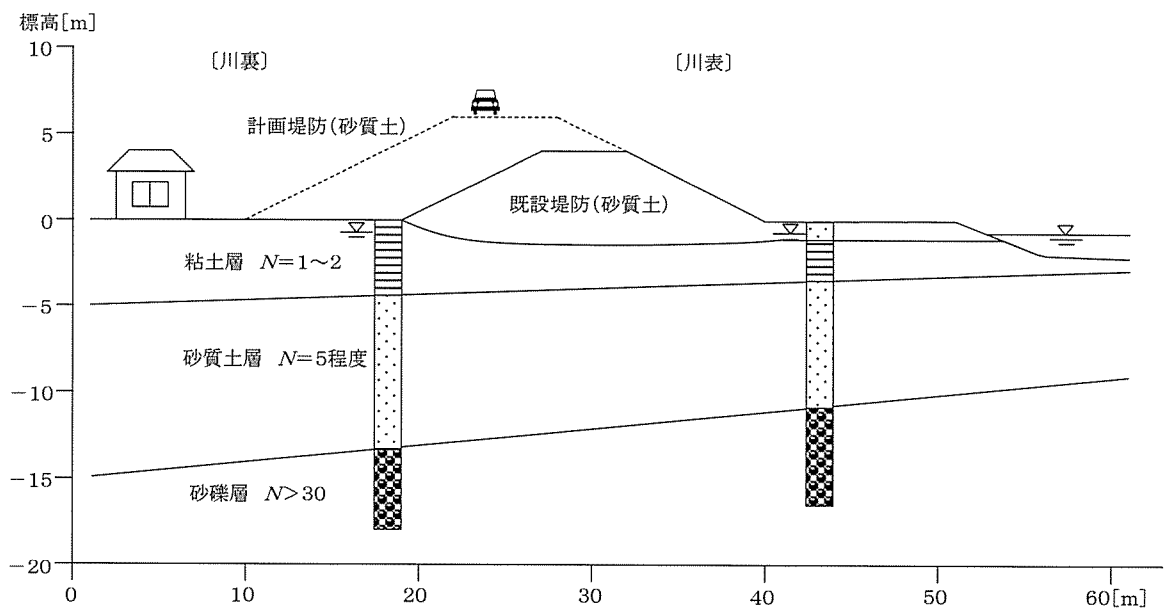 標高[m]
10
〔川裏〕
〔川表〕
計画堤防(砂質土)
5
既設堤防(砂質土)
0
粘土層 N=1〜2
−5
砂質土層 N=5程度
−10
−15
砂礫層 N>30
−20
0
10
20
30
40
50
60[m]